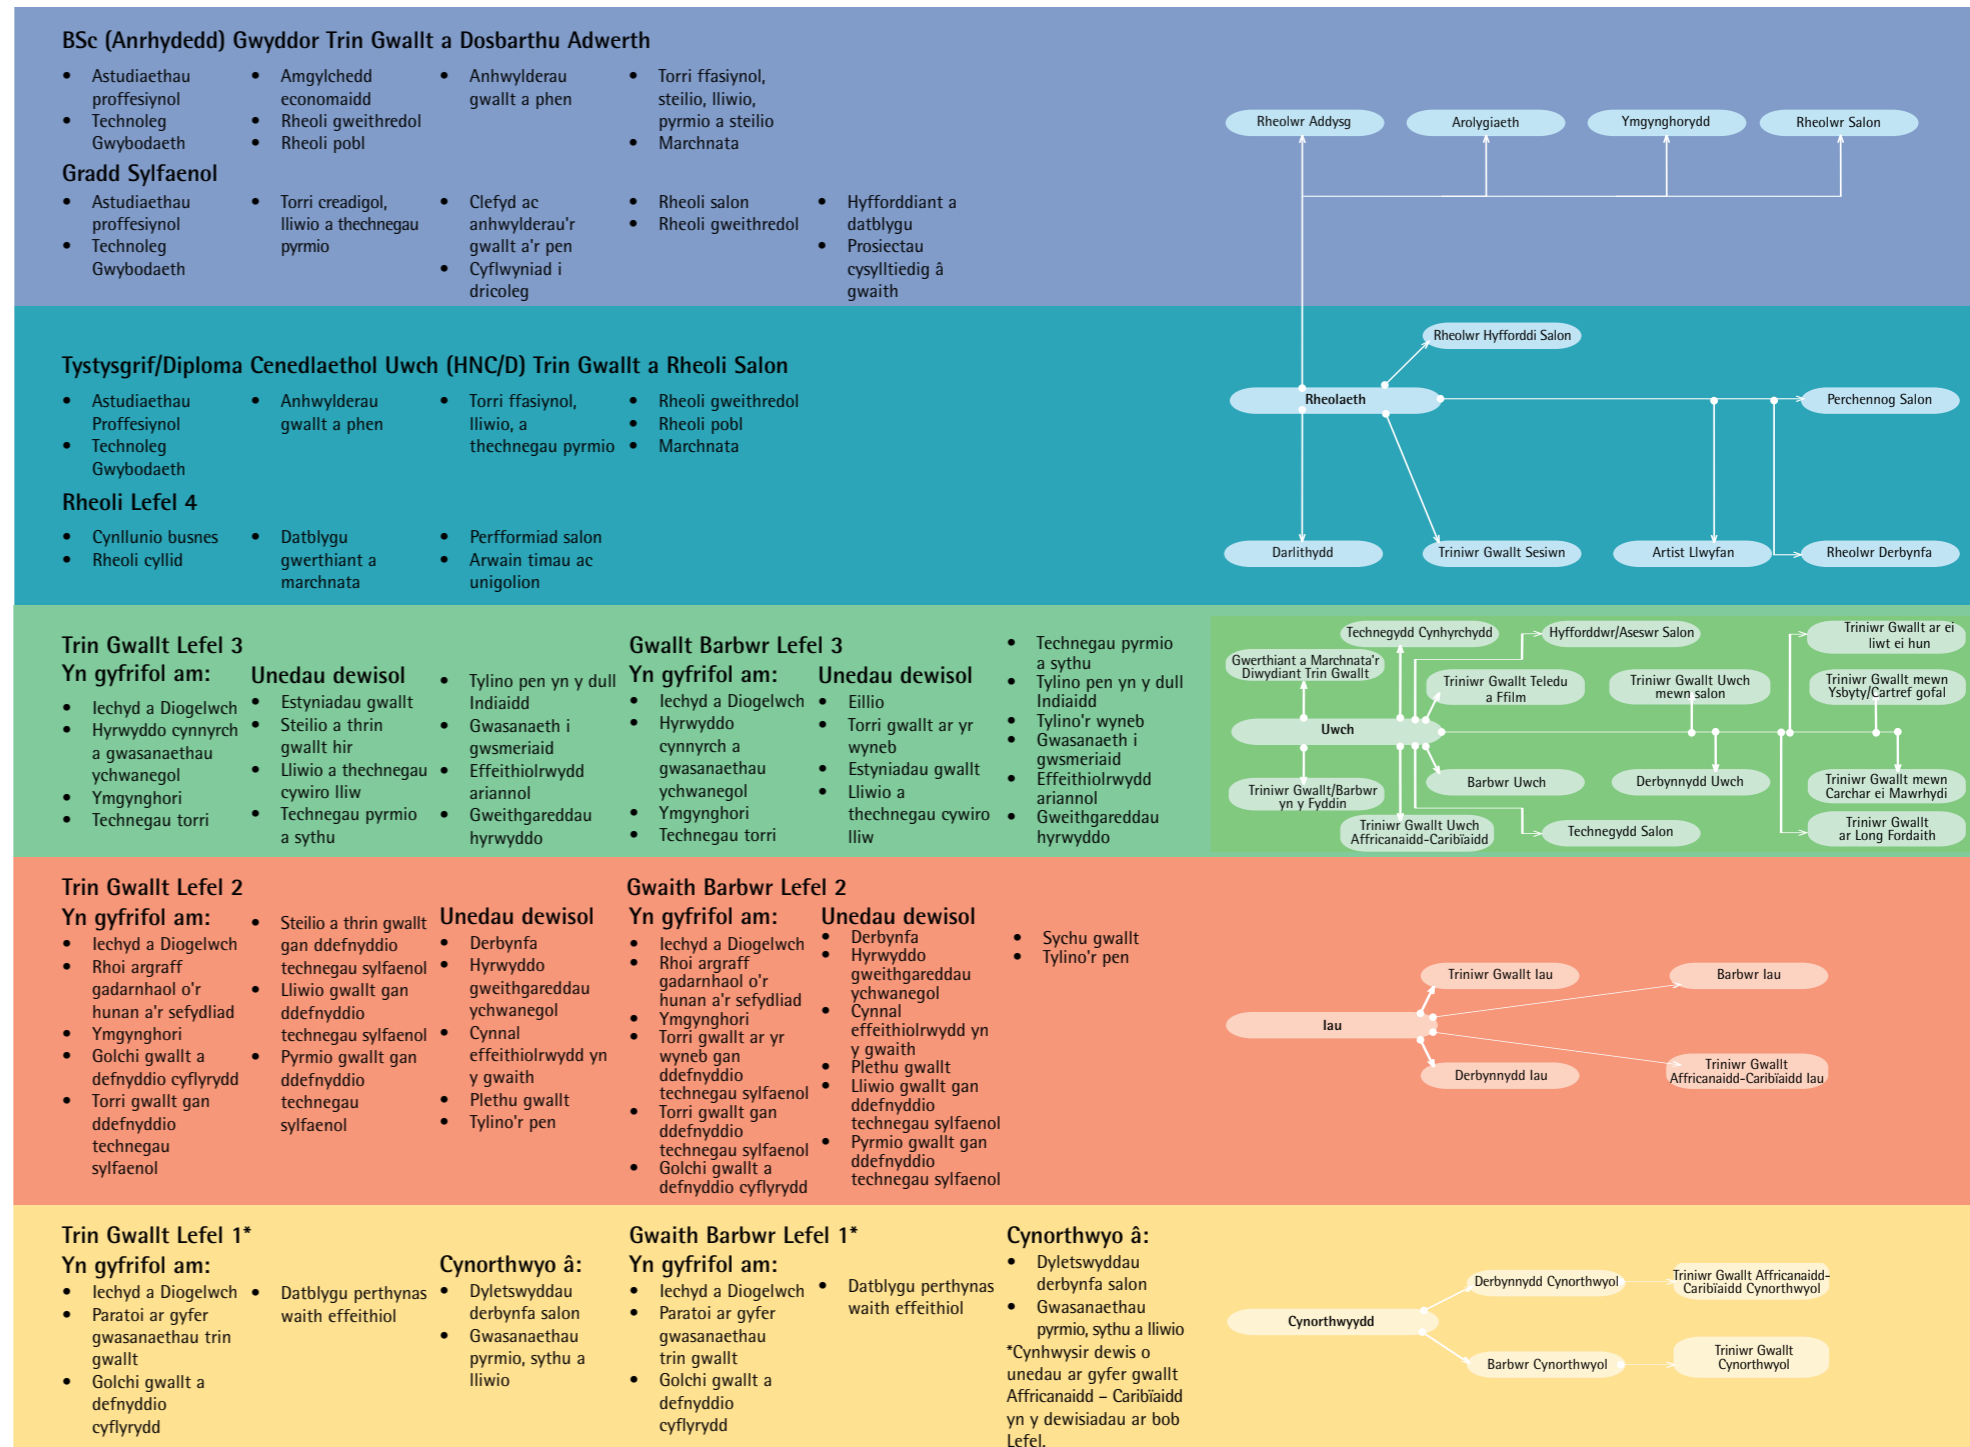 BSc (Anrhydedd) Gwyddor Trin Gwallt a Dosbarthu Adwerth
• Astudiaethau
proffesiynol
• Technoleg
Gwybodaeth
• Amgylchedd
economaidd
• Rheoli gweithredol
• Rheoli pobl
• Anhwylderau
gwallt a phen
• Torri ffasiynol,
steilio, lliwio,
pyrmio a steilio
• Marchnata
Gradd Sylfaenol
• Astudiaethau
proffesiynol
• Technoleg
Gwybodaeth
• Torri creadigol,
lliwio a thechnegau
pyrmio
• Clefyd ac
anhwylderau'r
gwallt a'r pen
• Cyflwyniad i
dricoleg
• Rheoli salon
• Rheoli gweithredol
• Hyfforddiant a
datblygu
• Prosiectau
cysylltiedig â
gwaith
Rheolwr Addysg
Arolygiaeth
Ymgynghorydd
Rheolwr Salon
Tystysgrif/Diploma Cenedlaethol Uwch (HNC/D) Trin Gwallt a Rheoli Salon
• Astudiaethau
Proffesiynol
• Technoleg
Gwybodaeth
• Anhwylderau
gwallt a phen
• Torri ffasiynol,
lliwio, a
thechnegau pyrmio
• Rheoli gweithredol
• Rheoli pobl
• Marchnata
Rheoli Lefel 4
• Cynllunio busnes
• Rheoli cyllid
• Datblygu
gwerthiant a
marchnata
• Perfformiad salon
• Arwain timau ac
unigolion
Rheolwr Hyfforddi Salon
Rheolaeth
Perchennog Salon
Darlithydd
Triniwr Gwallt Sesiwn
Artist Llwyfan
Rheolwr Derbynfa
Trin Gwallt Lefel 3
Yn gyfrifol am:
• Iechyd a Diogelwch
• Hyrwyddo cynnyrch
a gwasanaethau
ychwanegol
• Ymgynghori
• Technegau torri
Unedau dewisol
• Estyniadau gwallt
• Steilio a thrin
gwallt hir
• Lliwio a thechnegau
cywiro lliw
• Technegau pyrmio
a sythu
• Tylino pen yn y dull
Indiaidd
• Gwasanaeth i
gwsmeriaid
• Effeithiolrwydd
ariannol
• Gweithgareddau
hyrwyddo
Gwallt Barbwr Lefel 3
Yn gyfrifol am:
• Iechyd a Diogelwch
• Hyrwyddo
cynnyrch a
gwasanaethau
ychwanegol
• Ymgynghori
• Technegau torri
Unedau dewisol
• Eillio
• Torri gwallt ar yr
wyneb
• Estyniadau gwallt
• Lliwio a
thechnegau cywiro
lliw
• Technegau pyrmio
a sythu
• Tylino pen yn y dull
Indiaidd
• Tylino'r wyneb
• Gwasanaeth i
gwsmeriaid
• Effeithiolrwydd
ariannol
• Gweithgareddau
hyrwyddo
Technegydd Cynhyrchydd
Hyfforddwr/Aseswr Salon
Triniwr Gwallt ar ei
liwt ei hun
Gwerthiant a Marchnata'r
Diwydiant Trin Gwallt
Triniwr Gwallt Teledu
a Ffilm
Triniwr Gwallt Uwch
mewn salon
Triniwr Gwallt mewn
Ysbyty/Cartref gofal
Uwch
Triniwr Gwallt/Barbwr
yn y Fyddin
Barbwr Uwch
Derbynnydd Uwch
Triniwr Gwallt mewn
Carchar ei Mawrhydi
Triniwr Gwallt Uwch
Affricanaidd-Caribïaidd
Technegydd Salon
Triniwr Gwallt
ar Long Fordaith
Trin Gwallt Lefel 2
Yn gyfrifol am:
• Iechyd a Diogelwch
• Rhoi argraff
gadarnhaol o'r
hunan a'r sefydliad
• Ymgynghori
• Golchi gwallt a
defnyddio cyflyrydd
• Torri gwallt gan
ddefnyddio
technegau
sylfaenol
• Steilio a thrin gwallt
gan ddefnyddio
technegau sylfaenol
• Lliwio gwallt gan
ddefnyddio
technegau sylfaenol
• Pyrmio gwallt gan
ddefnyddio
technegau
sylfaenol
Unedau dewisol
• Derbynfa
• Hyrwyddo
gweithgareddau
ychwanegol
• Cynnal
effeithiolrwydd yn
y gwaith
• Plethu gwallt
• Tylino'r pen
Gwaith Barbwr Lefel 2
Yn gyfrifol am:
• Iechyd a Diogelwch
• Rhoi argraff
gadarnhaol o'r
hunan a'r sefydliad
• Ymgynghori
• Torri gwallt ar yr
wyneb gan
ddefnyddio
technegau sylfaenol
• Torri gwallt gan
ddefnyddio
technegau sylfaenol
• Golchi gwallt a
defnyddio cyflyrydd
Unedau dewisol
• Derbynfa
• Hyrwyddo
gweithgareddau
ychwanegol
• Cynnal
effeithiolrwydd yn
y gwaith
• Plethu gwallt
• Lliwio gwallt gan
ddefnyddio
technegau sylfaenol
• Pyrmio gwallt gan
ddefnyddio
technegau sylfaenol
• Sychu gwallt
• Tylino'r pen
Triniwr Gwallt Iau
Barbwr Iau
Iau
Derbynnydd Iau
Triniwr Gwallt
Affricanaidd-Caribïaidd Iau
Trin Gwallt Lefel 1*
Yn gyfrifol am:
• Iechyd a Diogelwch
• Paratoi ar gyfer
gwasanaethau trin
gwallt
• Golchi gwallt a
defnyddio
cyflyrydd
• Datblygu perthynas
waith effeithiol
Cynorthwyo â:
• Dyletswyddau
derbynfa salon
• Gwasanaethau
pyrmio, sythu a
lliwio
Gwaith Barbwr Lefel 1*
Yn gyfrifol am:
• Iechyd a Diogelwch
• Paratoi ar gyfer
gwasanaethau
trin gwallt
• Golchi gwallt a
defnyddio
cyflyrydd
• Datblygu perthynas
waith effeithiol
Cynorthwyo â:
• Dyletswyddau
derbynfa salon
• Gwasanaethau
pyrmio, sythu a lliwio
*Cynhwysir dewis o
unedau ar gyfer gwallt
Affricanaidd – Caribïaidd
yn y dewisiadau ar bob
Lefel.
Derbynnydd Cynorthwyol
Triniwr Gwallt Affricanaidd-
Caribïaidd Cynorthwyol
Cynorthwyydd
Barbwr Cynorthwyol
Triniwr Gwallt
Cynorthwyol